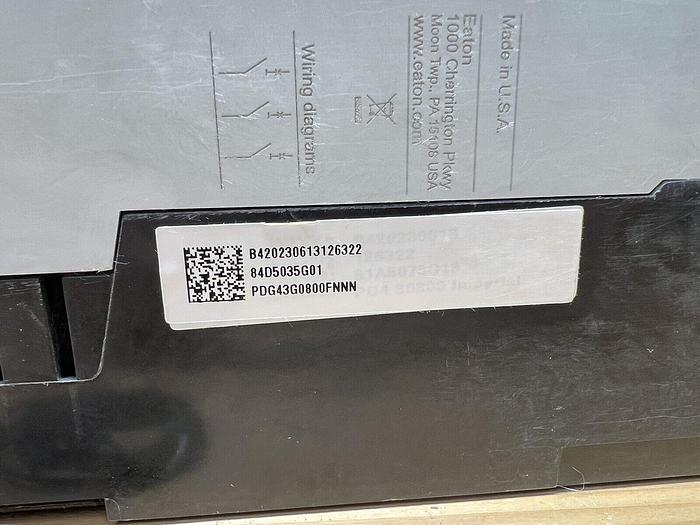 Made in U.S.A.
Eaton
1000 Cherrington Pkwy
Moon Twp., PA 15108 USA
www.eaton.com
Wiring diagrams
B420230613126322
84D5035G01
PDG43G0800FNNN